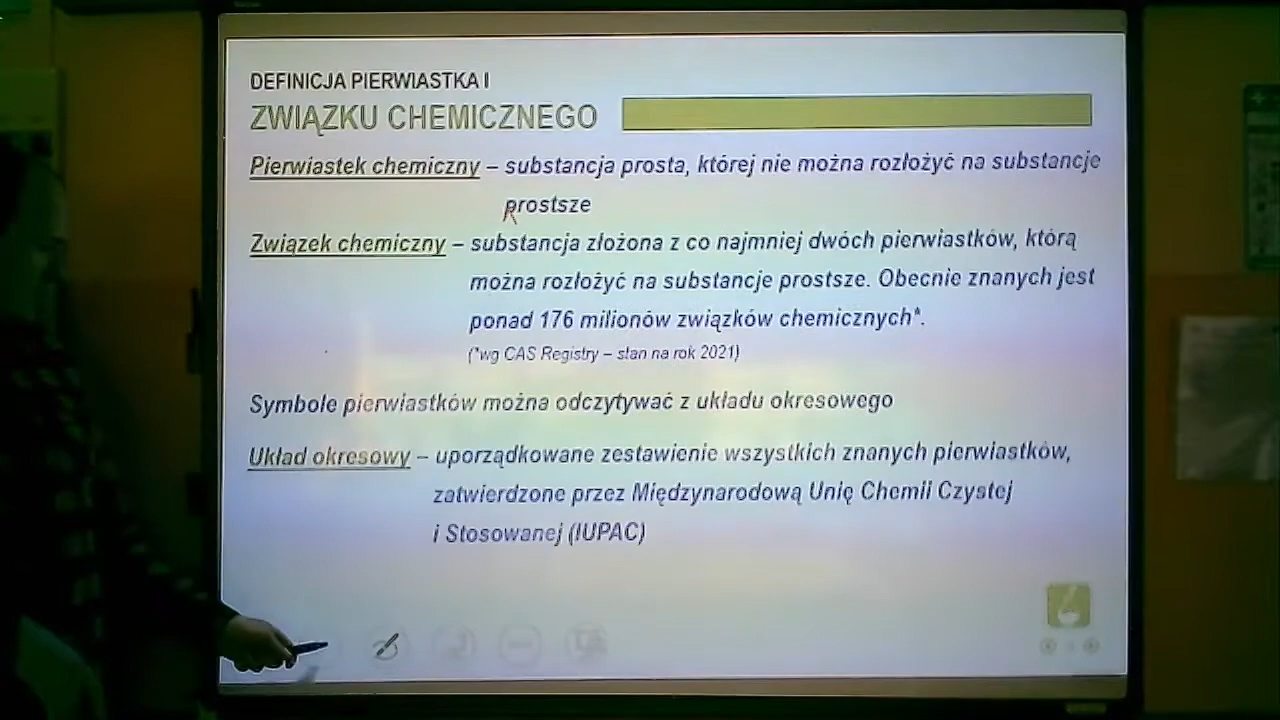 DEFINICJA PIERWIASTKA I
ZWIĄZKU CHEMICZNEGO
Pierwiastek chemiczny – substancja prosta, której nie można rozłożyć na substancje
prostsze
Związek chemiczny – substancja złożona z co najmniej dwóch pierwiastków, którą
można rozłożyć na substancje prostsze. Obecnie znanych jest
ponad 176 milionów związków chemicznych*.
(*wg CAS Registry – stan na rok 2021)
Symbole pierwiastków można odczytywać z układu okresowego
Układ okresowy – uporządkowane zestawienie wszystkich znanych pierwiastków,
zatwierdzone przez Międzynarodową Unię Chemii Czystej
i Stosowanej (IUPAC)